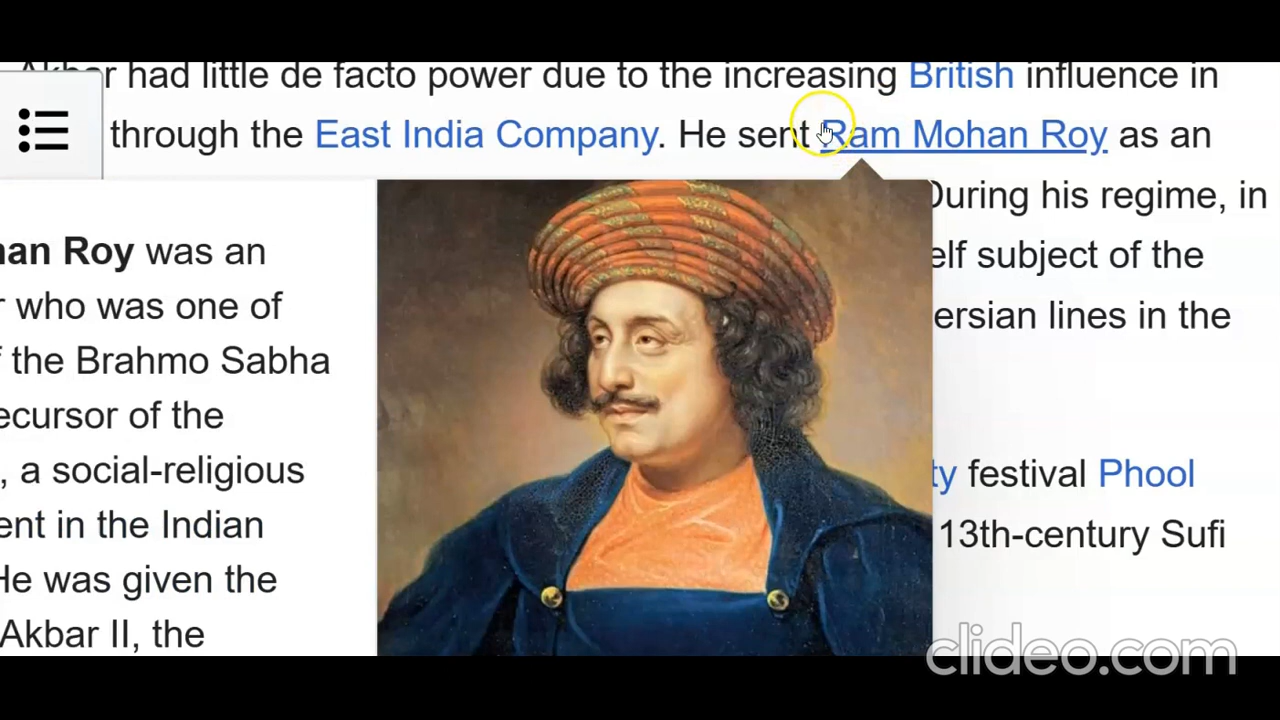 Akbar had little de facto power due to the increasing British influence in
through the East India Company. He sent Ram Mohan Roy as an
During his regime, in
elf subject of the
ersian lines in the
ty festival Phool
13th-century Sufi
an Roy was an
r who was one of
f the Brahmo Sabha
ecursor of the
, a social-religious
ent in the Indian
He was given the
Akbar II, the
clideo.com